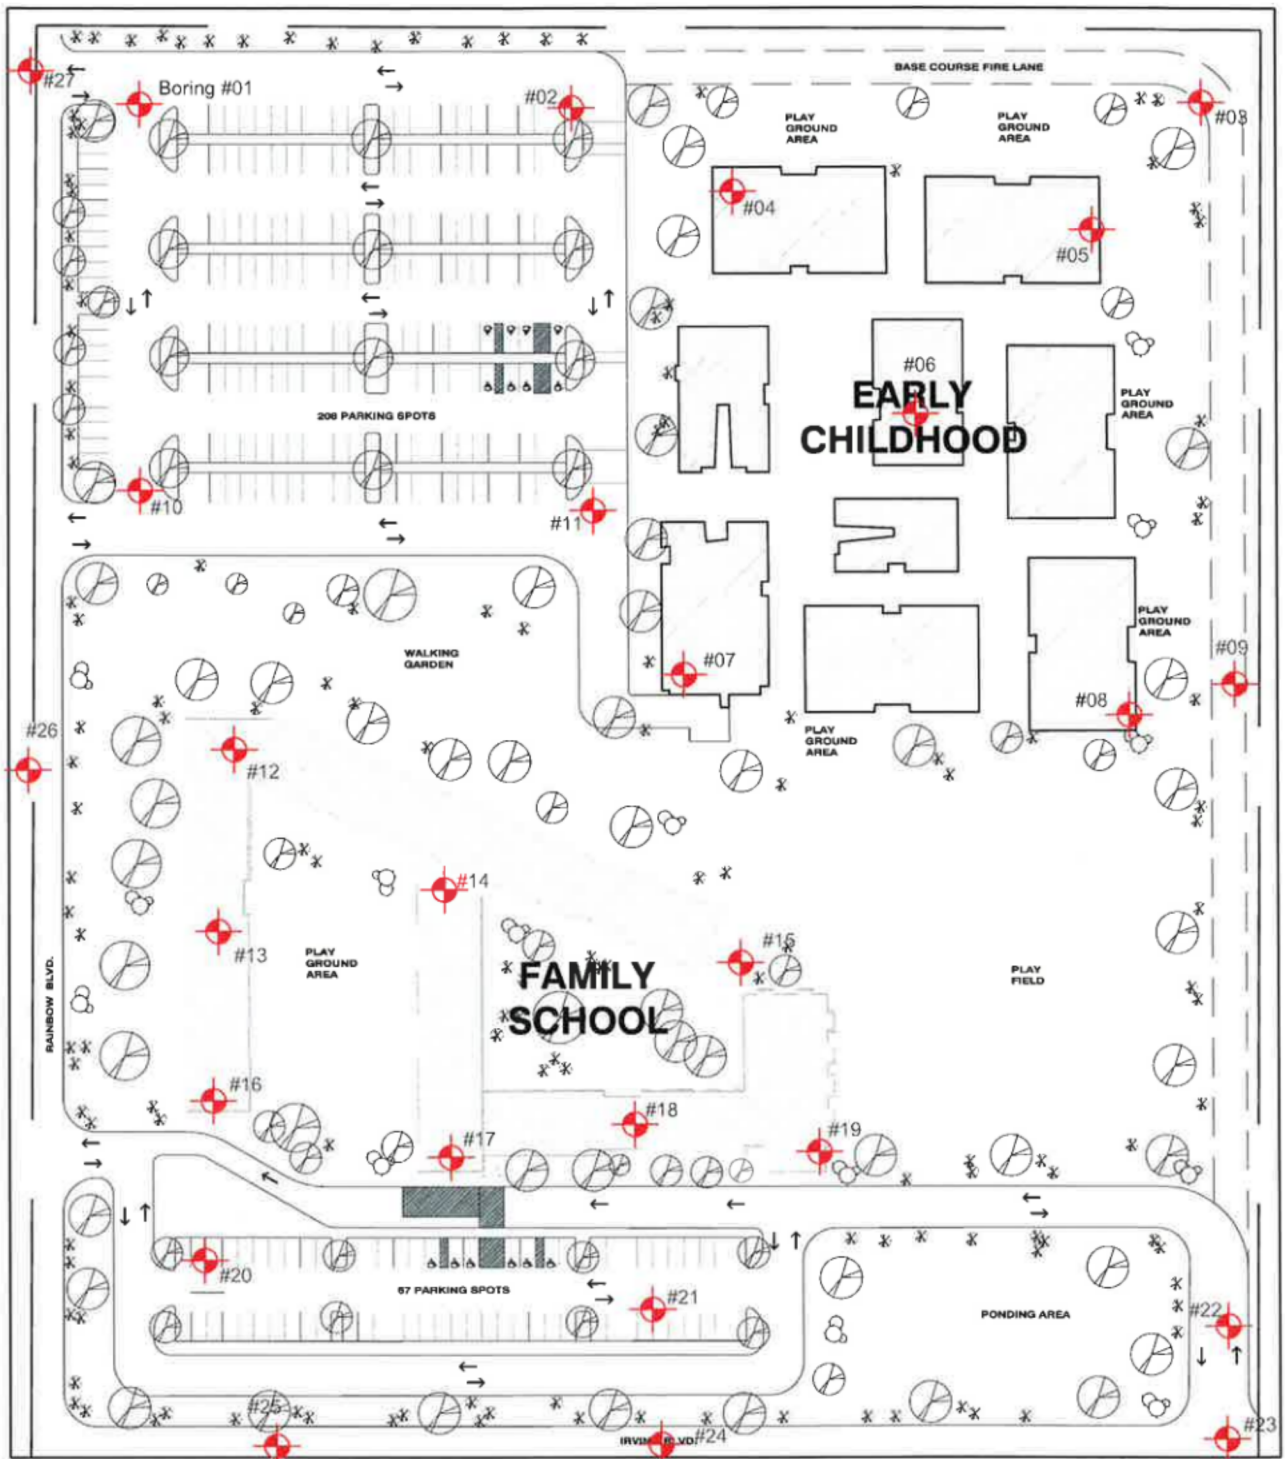 BASE COURSE FIRE LANE
#27
Boring #01
#02
#03
PLAY
GROUND
AREA
PLAY
GROUND
AREA
#04
#05
#06
EARLY
CHILDHOOD
PLAY
GROUND
AREA
208 PARKING SPOTS
#10
#11
PLAY
GROUND
AREA
WALKING
GARDEN
#07
#09
#08
#26
PLAY
GROUND
AREA
#12
#14
#13
PLAY
GROUND
AREA
#15
FAMILY
SCHOOL
PLAY
FIELD
RAINBOW BLVD.
#16
#17
#18
#19
#20
67 PARKING SPOTS
#21
PONDING AREA
#22
#25
#24
#23